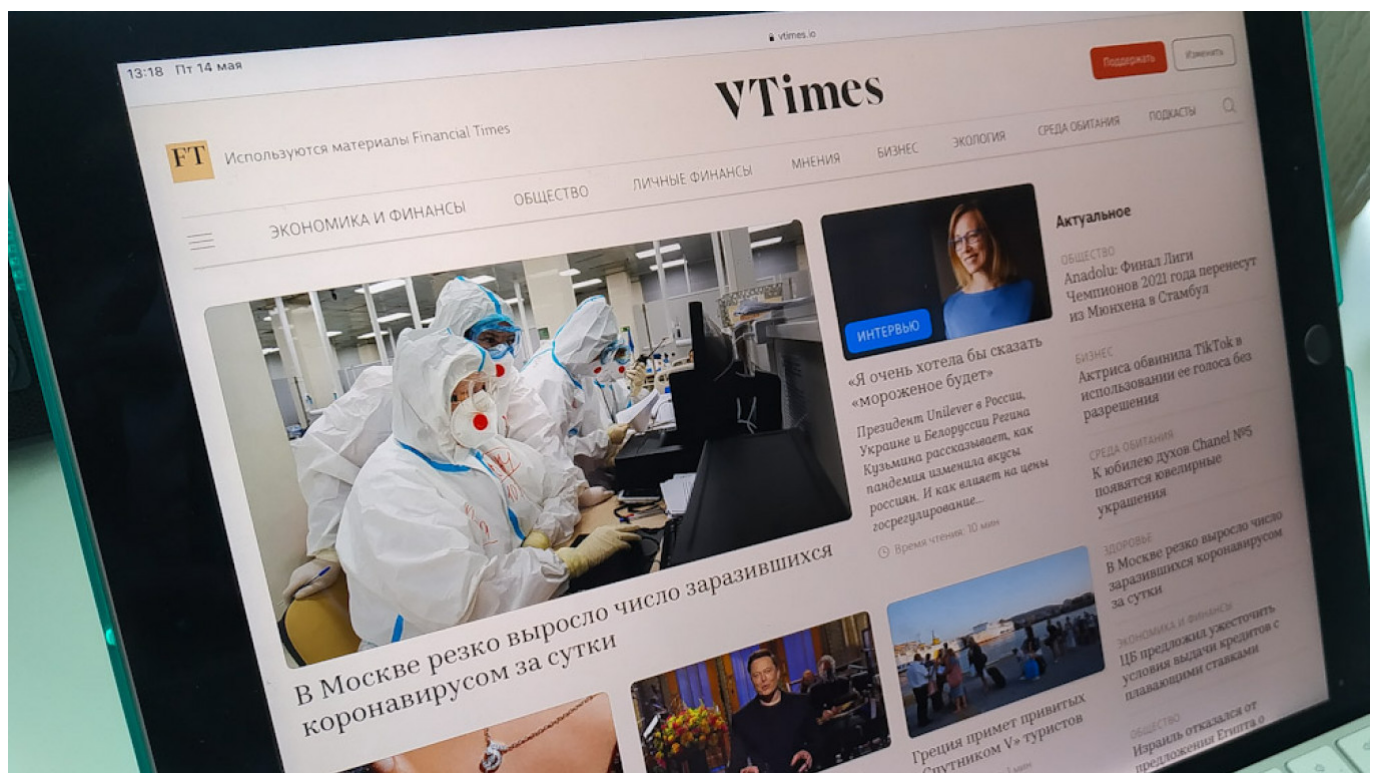 13:18 Пт 14 мая
vtimes.io
FT
Используются материалы Financial Times
VTimes
Поддержать
Изменить
ЭКОНОМИКА И ФИНАНСЫ
ОБЩЕСТВО
ЛИЧНЫЕ ФИНАНСЫ
МНЕНИЯ
БИЗНЕС
ЭКОЛОГИЯ
СРЕДА ОБИТАНИЯ
ПОДКАСТЫ
В Москве резко выросло число заразившихся
коронавирусом за сутки
ИНТЕРВЬЮ
«Я очень хотела бы сказать
«мороженое будет»
Президент Unilever в России,
Украине и Белоруссии Регина
Кузьмина рассказывает, как
пандемия изменила вкусы
россиян. И как влияет на цены
госрегулирование...
Время чтения: 10 мин
Греция примет привитых
«Спутником V» туристов
мин
Актуальное
ОБЩЕСТВО
Anadolu: Финал Лиги
Чемпионов 2021 года перенесут
из Мюнхена в Стамбул
БИЗНЕС
Актриса обвинила TikTok в
использовании ее голоса без
разрешения
СРЕДА ОБИТАНИЯ
К юбилею духов Chanel №5
появятся ювелирные
украшения
ЗДОРОВЬЕ
В Москве резко выросло число
заразившихся коронавирусом
за сутки
ЭКОНОМИКА И ФИНАНСЫ
ЦБ предложил ужесточить
условия выдачи кредитов с
плавающими ставками
ОБЩЕСТВО
Израиль отказался от
предложения Египта о